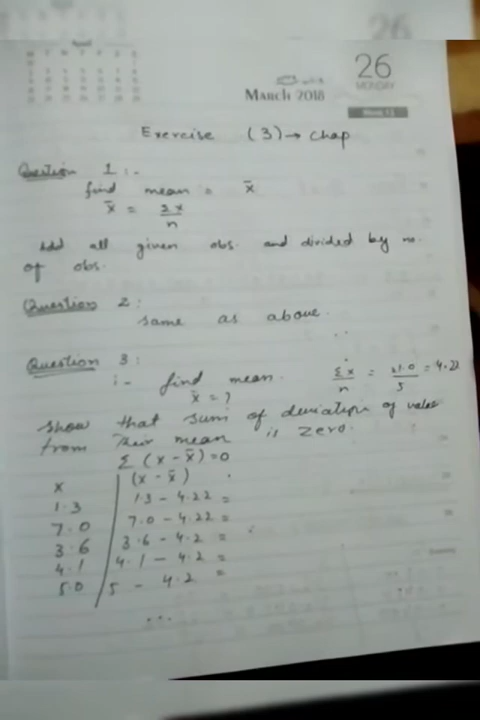 26
26
MONDAY
MARCH 2018
Exercise (3) → Chap
Question 1:-
find mean = x̄
x̄ = Σx/n
Add all given obs. and divided by no.
of obs.
Question 2:
same as above.
Question 3:
i- find mean. Σx/n = 21.0/5 = 4.22
x̄ = ?
Show that sum of deviation of value
from their mean is zero.
Σ(x - x̄) = 0
x (x - x̄)
1.3 1.3 - 4.22 =
7.0 7.0 - 4.22 =
3.6 3.6 - 4.2 =
4.1 4.1 - 4.2 =
5.0 5 - 4.2 =
...